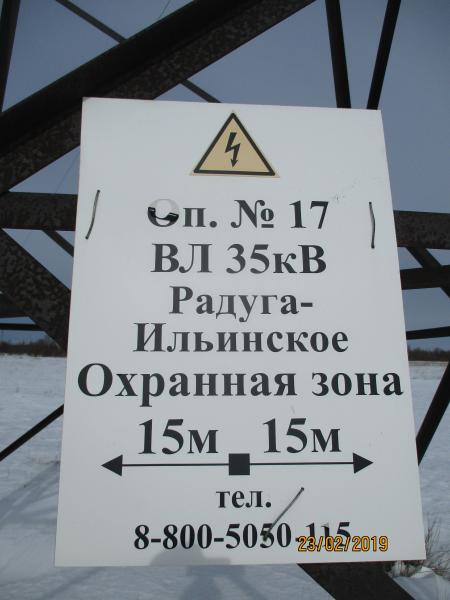 Оп. № 17
ВЛ 35кВ
Радуга-
Ильинское
Охранная зона
15м 15м
тел.
8-800-5050-115
23/02/2019